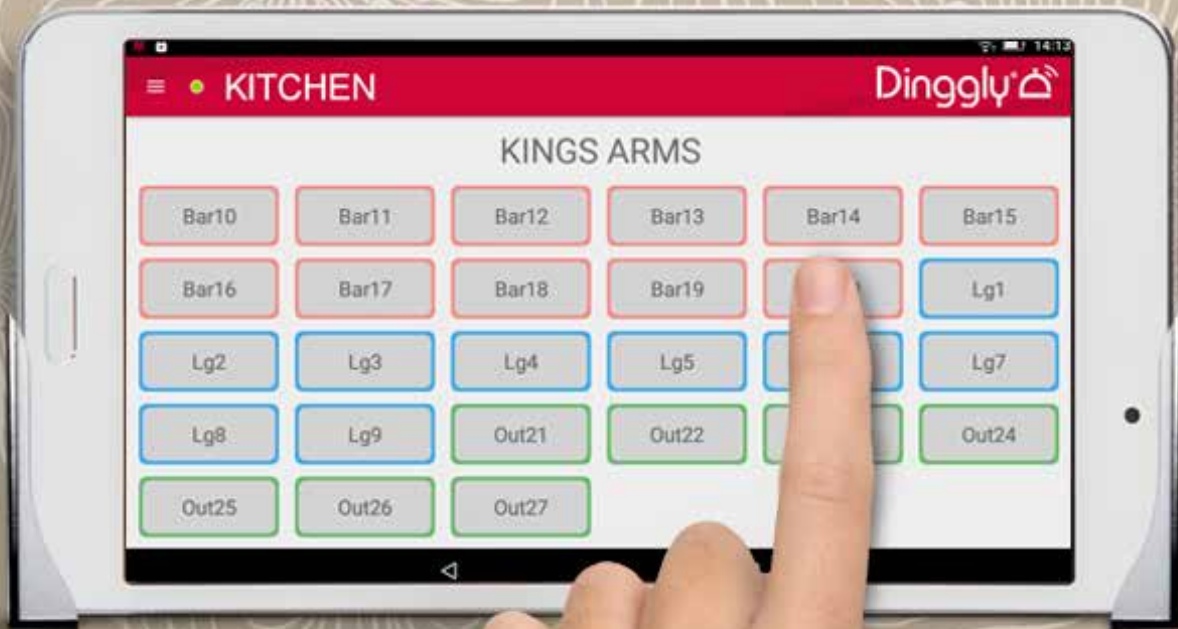 14:13
KITCHEN Dinggly
KINGS ARMS
Bar10 Bar11 Bar12 Bar13 Bar14 Bar15
Bar16 Bar17 Bar18 Bar19 Lg1
Lg2 Lg3 Lg4 Lg5 Lg7
Lg8 Lg9 Out21 Out22 Out24
Out25 Out26 Out27